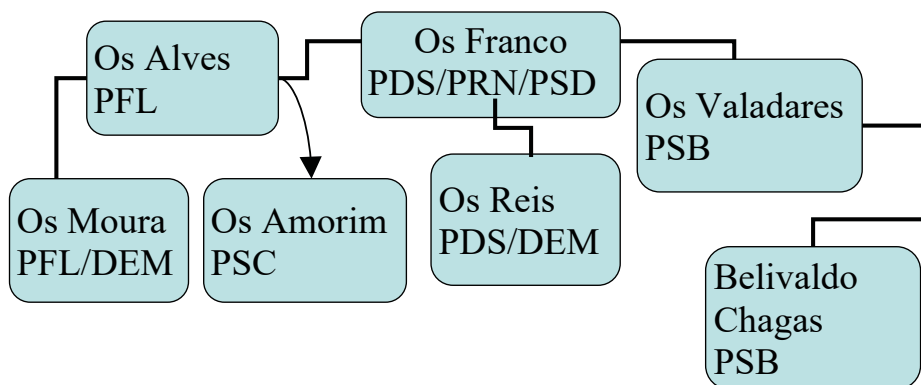 Os Alves
PFL
Os Franco
PDS/PRN/PSD
Os Valadares
PSB
Os Moura
PFL/DEM
Os Amorim
PSC
Os Reis
PDS/DEM
Belivaldo
Chagas
PSB